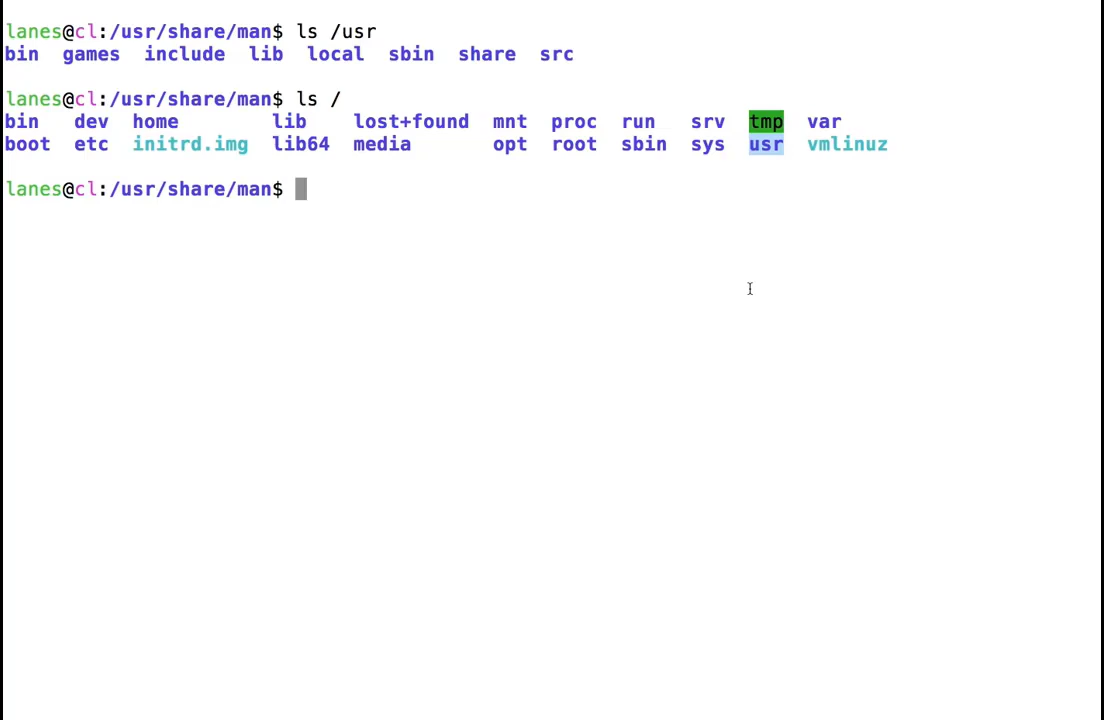 lanes@cl:/usr/share/man$ ls /usr
bin  games  include  lib  local  sbin  share  src
lanes@cl:/usr/share/man$ ls /
bin   dev  home        lib    lost+found  mnt  proc  run   srv  tmp  var
boot  etc  initrd.img  lib64  media       opt  root  sbin  sys  usr  vmlinuz
lanes@cl:/usr/share/man$